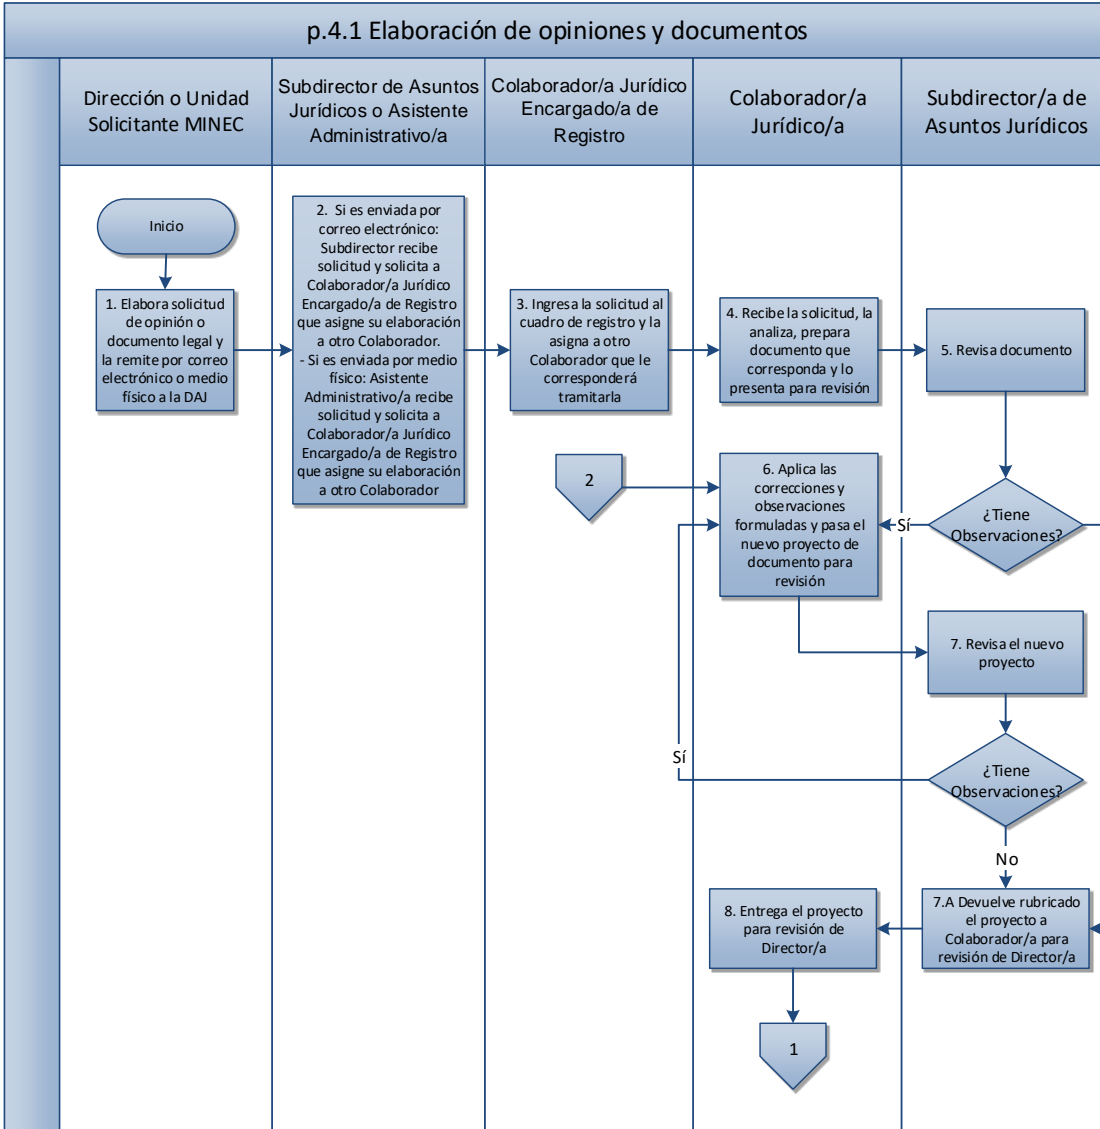 p.4.1 Elaboración de opiniones y documentos
Dirección o Unidad
Solicitante MINEC
Subdirector de Asuntos
Jurídicos o Asistente
Administrativo/a
Colaborador/a Jurídico
Encargado/a de
Registro
Colaborador/a
Jurídico/a
Subdirector/a de
Asuntos Jurídicos
Inicio
1. Elabora solicitud
de opinión o
documento legal y
la remite por correo
electrónico o medio
físico a la DAJ
2. Si es enviada por
correo electrónico:
Subdirector recibe
solicitud y solicita a
Colaborador/a Jurídico
Encargado/a de Registro
que asigne su elaboración
a otro Colaborador.
- Si es enviada por medio
físico: Asistente
Administrativo/a recibe
solicitud y solicita a
Colaborador/a Jurídico
Encargado/a de Registro
que asigne su elaboración
a otro Colaborador
3. Ingresa la solicitud al
cuadro de registro y la
asigna a otro
Colaborador que le
corresponderá
tramitarla
4. Recibe la solicitud, la
analiza, prepara
documento que
corresponda y lo
presenta para revisión
5. Revisa documento
2
6. Aplica las
correcciones y
observaciones
formuladas y pasa el
nuevo proyecto de
documento para
revisión
Sí
¿Tiene
Observaciones?
7. Revisa el nuevo
proyecto
Sí
¿Tiene
Observaciones?
No
8. Entrega el proyecto
para revisión de
Director/a
7.A Devuelve rubricado
el proyecto a
Colaborador/a para
revisión de Director/a
1